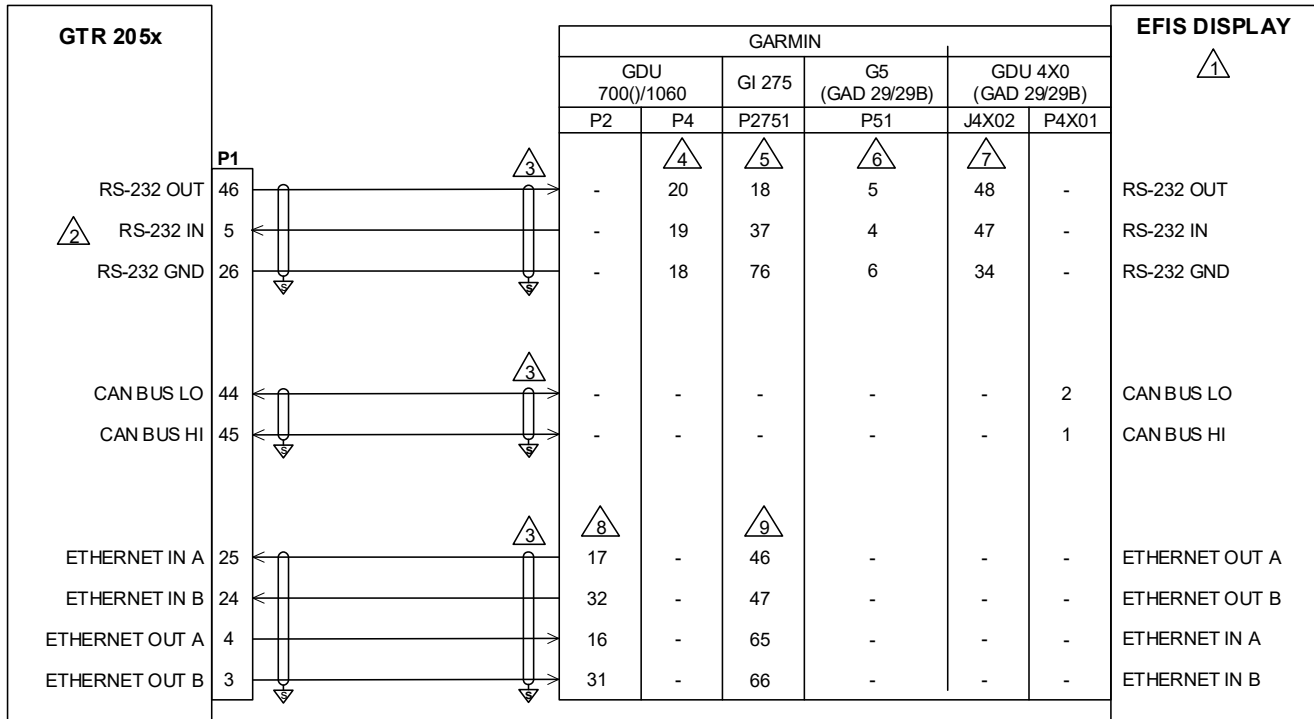 GTR 205x
EFIS DISPLAY
1
GARMIN
GDU 700()/1060 GI 275 G5 (GAD 29/29B) GDU 4X0 (GAD 29/29B)
P2 P4 P2751 P51 J4X02 P4X01
P1 3 4 5 6 7
RS-232 OUT 46 - 20 18 5 48 - RS-232 OUT
2 RS-232 IN 5 - 19 37 4 47 - RS-232 IN
RS-232 GND 26 - 18 76 6 34 - RS-232 GND
S S
3
CAN BUS LO 44 - - - - - 2 CAN BUS LO
CAN BUS HI 45 - - - - - 1 CAN BUS HI
S S
3 8 9
ETHERNET IN A 25 17 - 46 - - - ETHERNET OUT A
ETHERNET IN B 24 32 - 47 - - - ETHERNET OUT B
ETHERNET OUT A 4 16 - 65 - - - ETHERNET IN A
ETHERNET OUT B 3 31 - 66 - - - ETHERNET IN B
S S